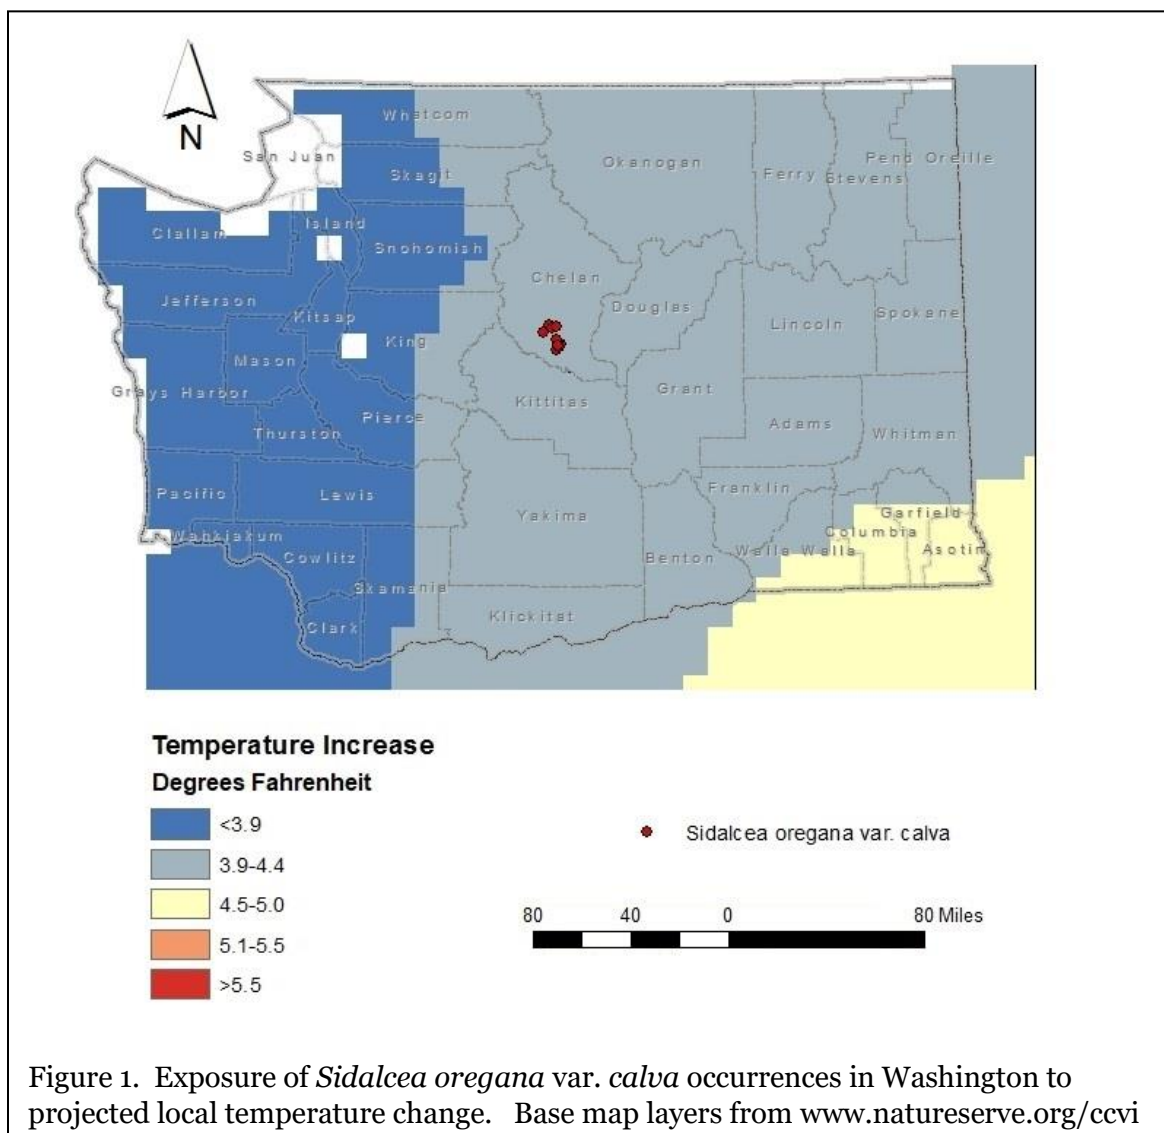 N
Whatcom
San Juan
Okanogan
Pend Oreille
Skagit
Ferry
Stevens
Island
Clallam
Snohomish
Chelan
Jefferson
Douglas
Kitsap
Spokane
Lincoln
King
Mason
Grays Harbor
Grant
Kittitas
Pierce
Adams
Thurston
Whitman
Franklin
Pacific
Lewis
Yakima
Garfield
Columbia
Wahkiakum
Walla Walla
Asotin
Cowlitz
Benton
Skamania
Klickitat
Clark
Temperature Increase
Degrees Fahrenheit
<3.9
3.9-4.4
4.5-5.0
5.1-5.5
>5.5
Sidalcea oregana var. calva
80 40 0 80 Miles
Figure 1. Exposure of Sidalcea oregana var. calva occurrences in Washington to
projected local temperature change. Base map layers from www.natureserve.org/ccvi